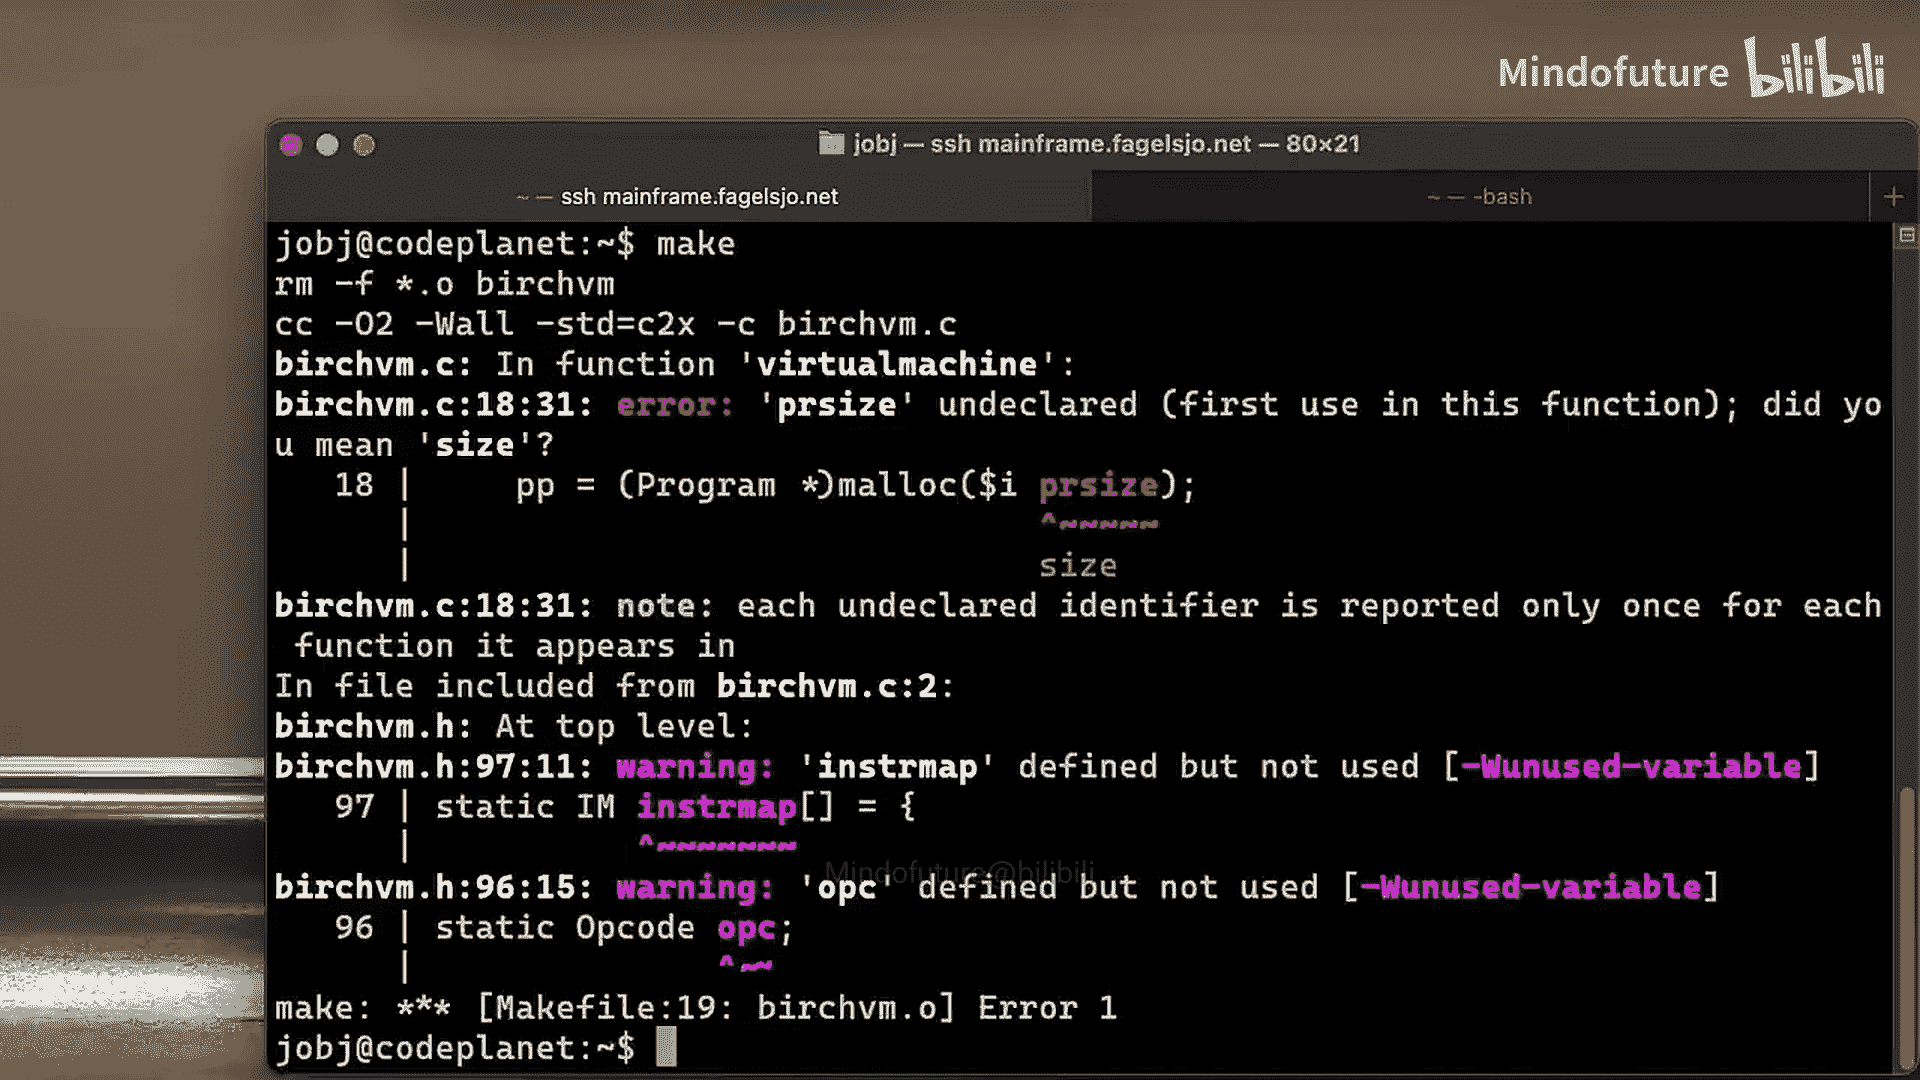 Mindofuture bilibili
jobj — ssh mainframe.fagelsjo.net — 80×21
~ — ssh mainframe.fagelsjo.net
~ — -bash
+
jobj@codeplanet:~$ make
rm -f *.o birchvm
cc -O2 -Wall -std=c2x -c birchvm.c
birchvm.c: In function 'virtualmachine':
birchvm.c:18:31: error: 'prsize' undeclared (first use in this function); did yo
u mean 'size'?
18 |      pp = (Program *)malloc($i prsize);
|                                ^~~~~~
|                                size
birchvm.c:18:31: note: each undeclared identifier is reported only once for each
function it appears in
In file included from birchvm.c:2:
birchvm.h: At top level:
birchvm.h:97:11: warning: 'instrmap' defined but not used [-Wunused-variable]
97 | static IM instrmap[] = {
|           ^~~~~~~~
Mindofuture@bilibili
birchvm.h:96:15: warning: 'opc' defined but not used [-Wunused-variable]
96 | static Opcode opc;
|               ^~~
make: *** [Makefile:19: birchvm.o] Error 1
jobj@codeplanet:~$